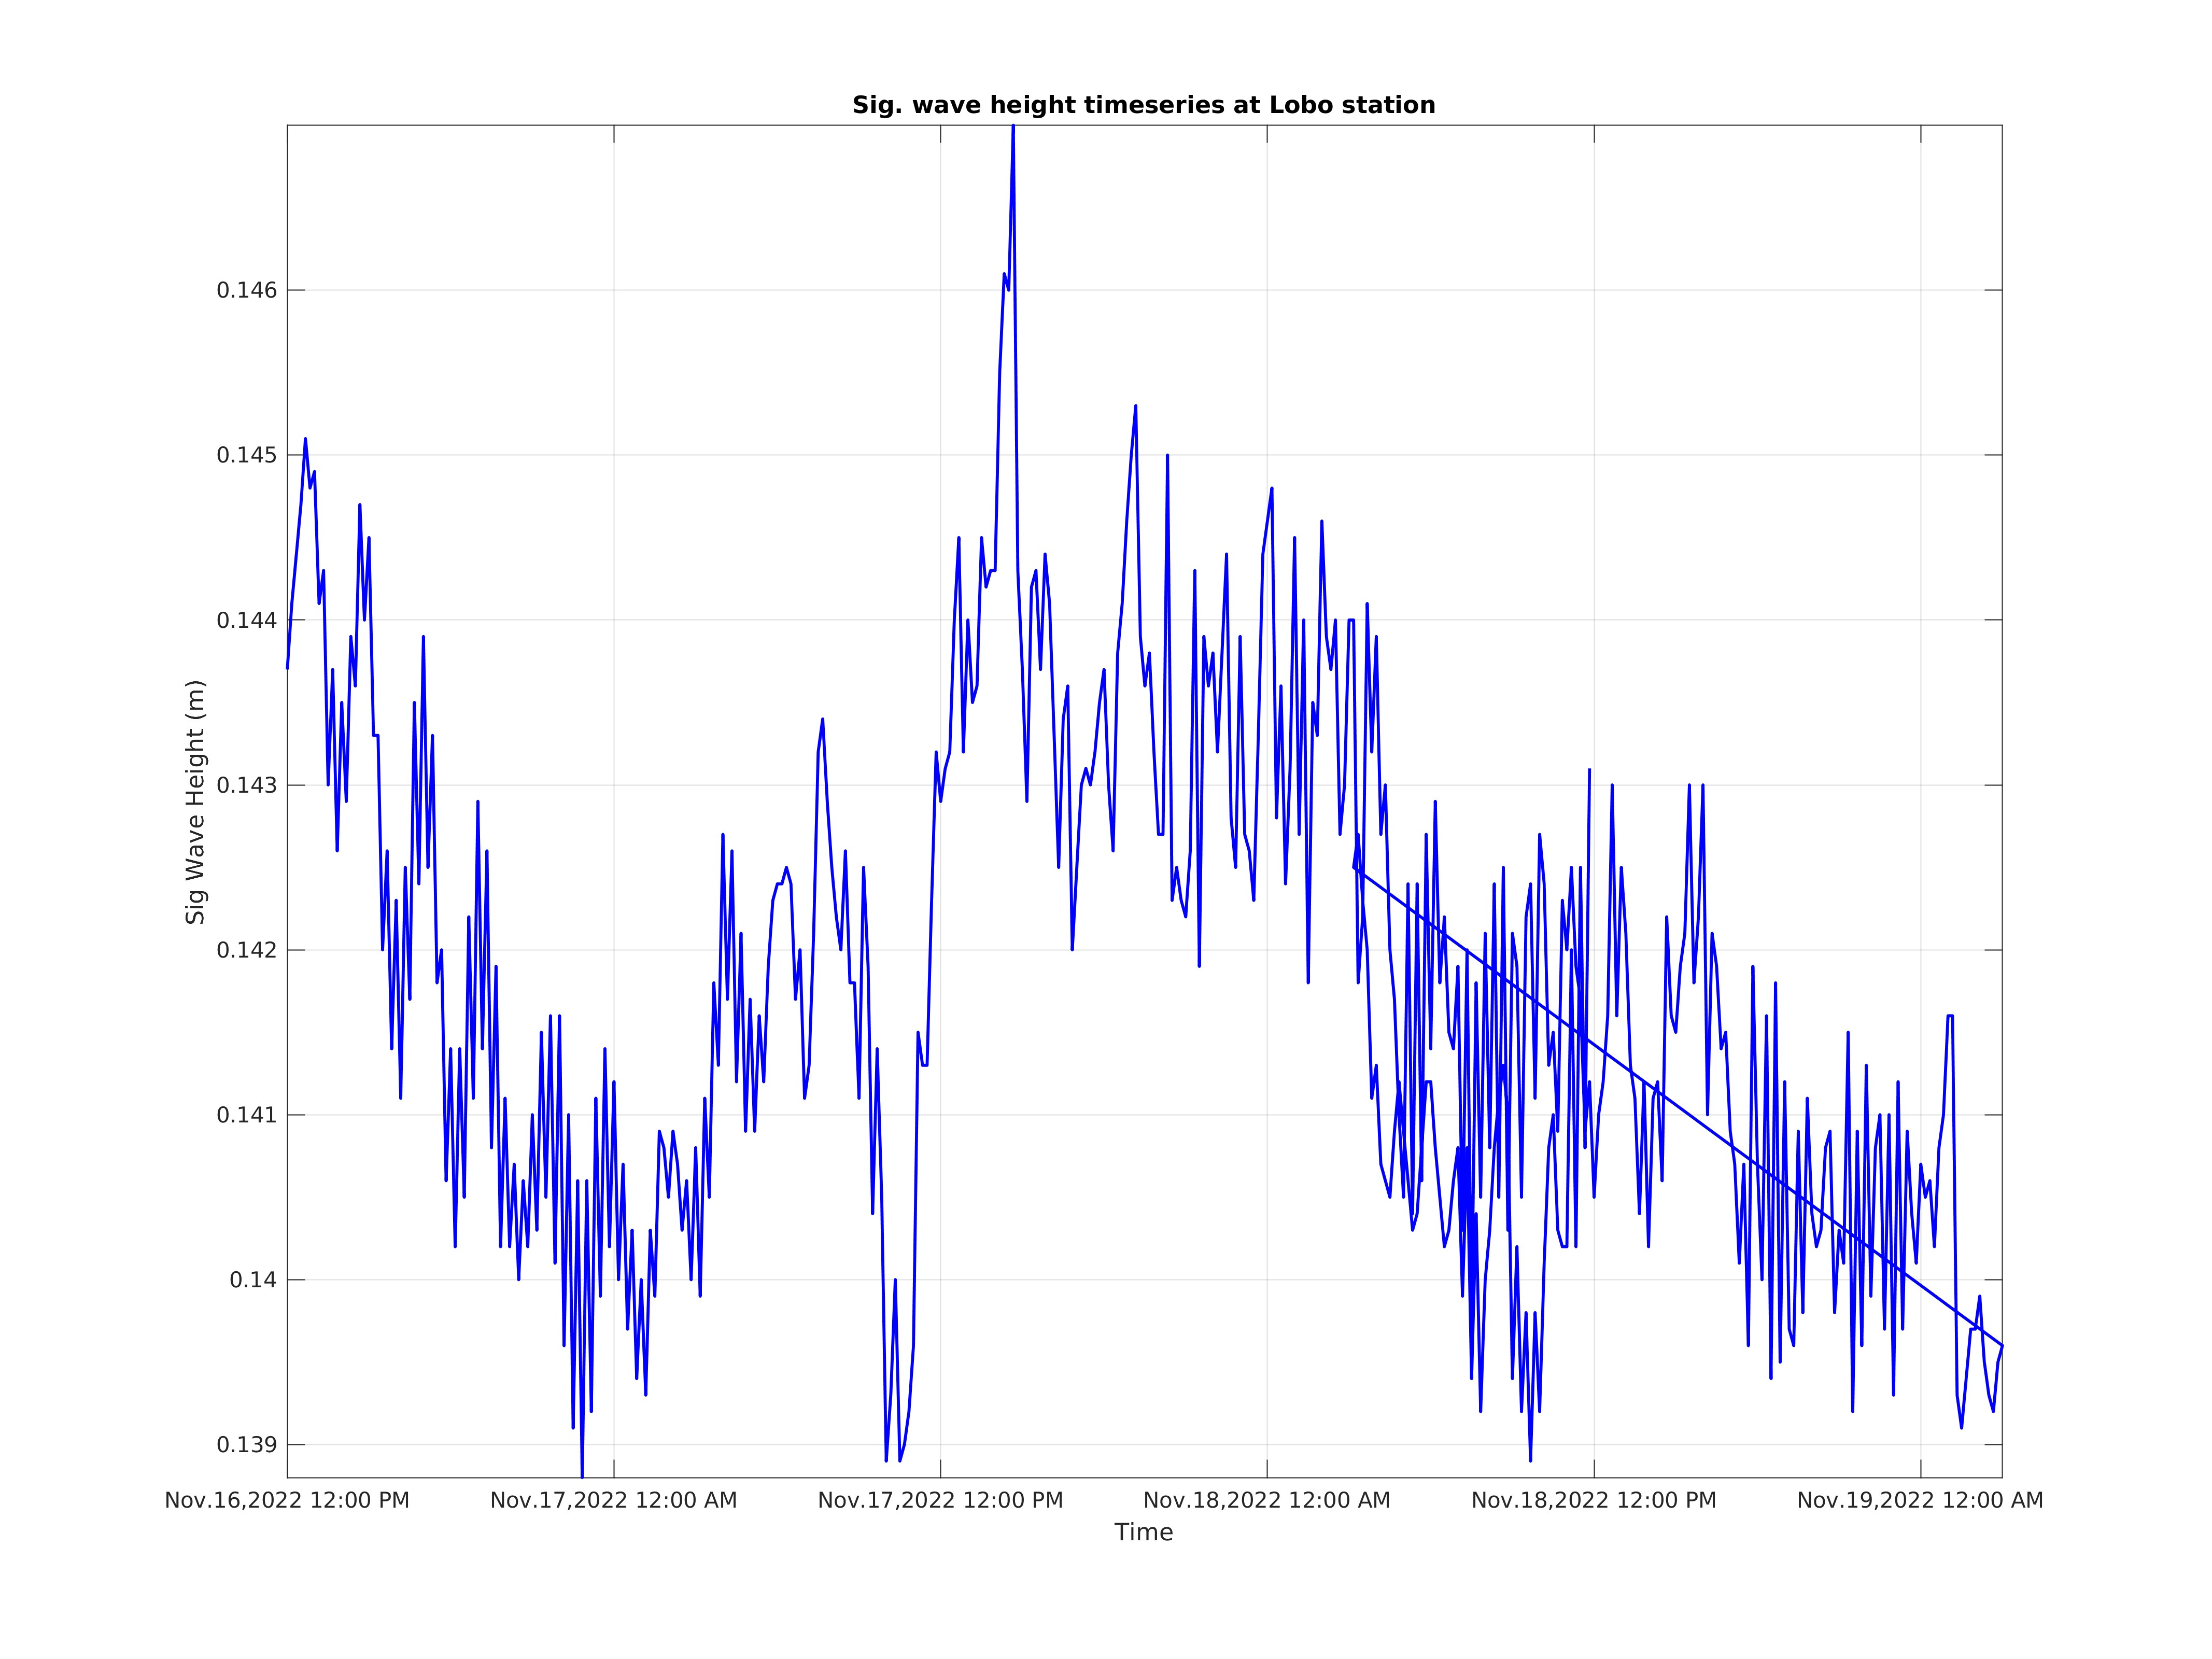 Sig. wave height timeseries at Lobo station
0.146
0.145
0.144
0.143
0.142
0.141
0.14
0.139
Sig Wave Height (m)
Nov.16,2022 12:00 PM
Nov.17,2022 12:00 AM
Nov.17,2022 12:00 PM
Nov.18,2022 12:00 AM
Nov.18,2022 12:00 PM
Nov.19,2022 12:00 AM
Time